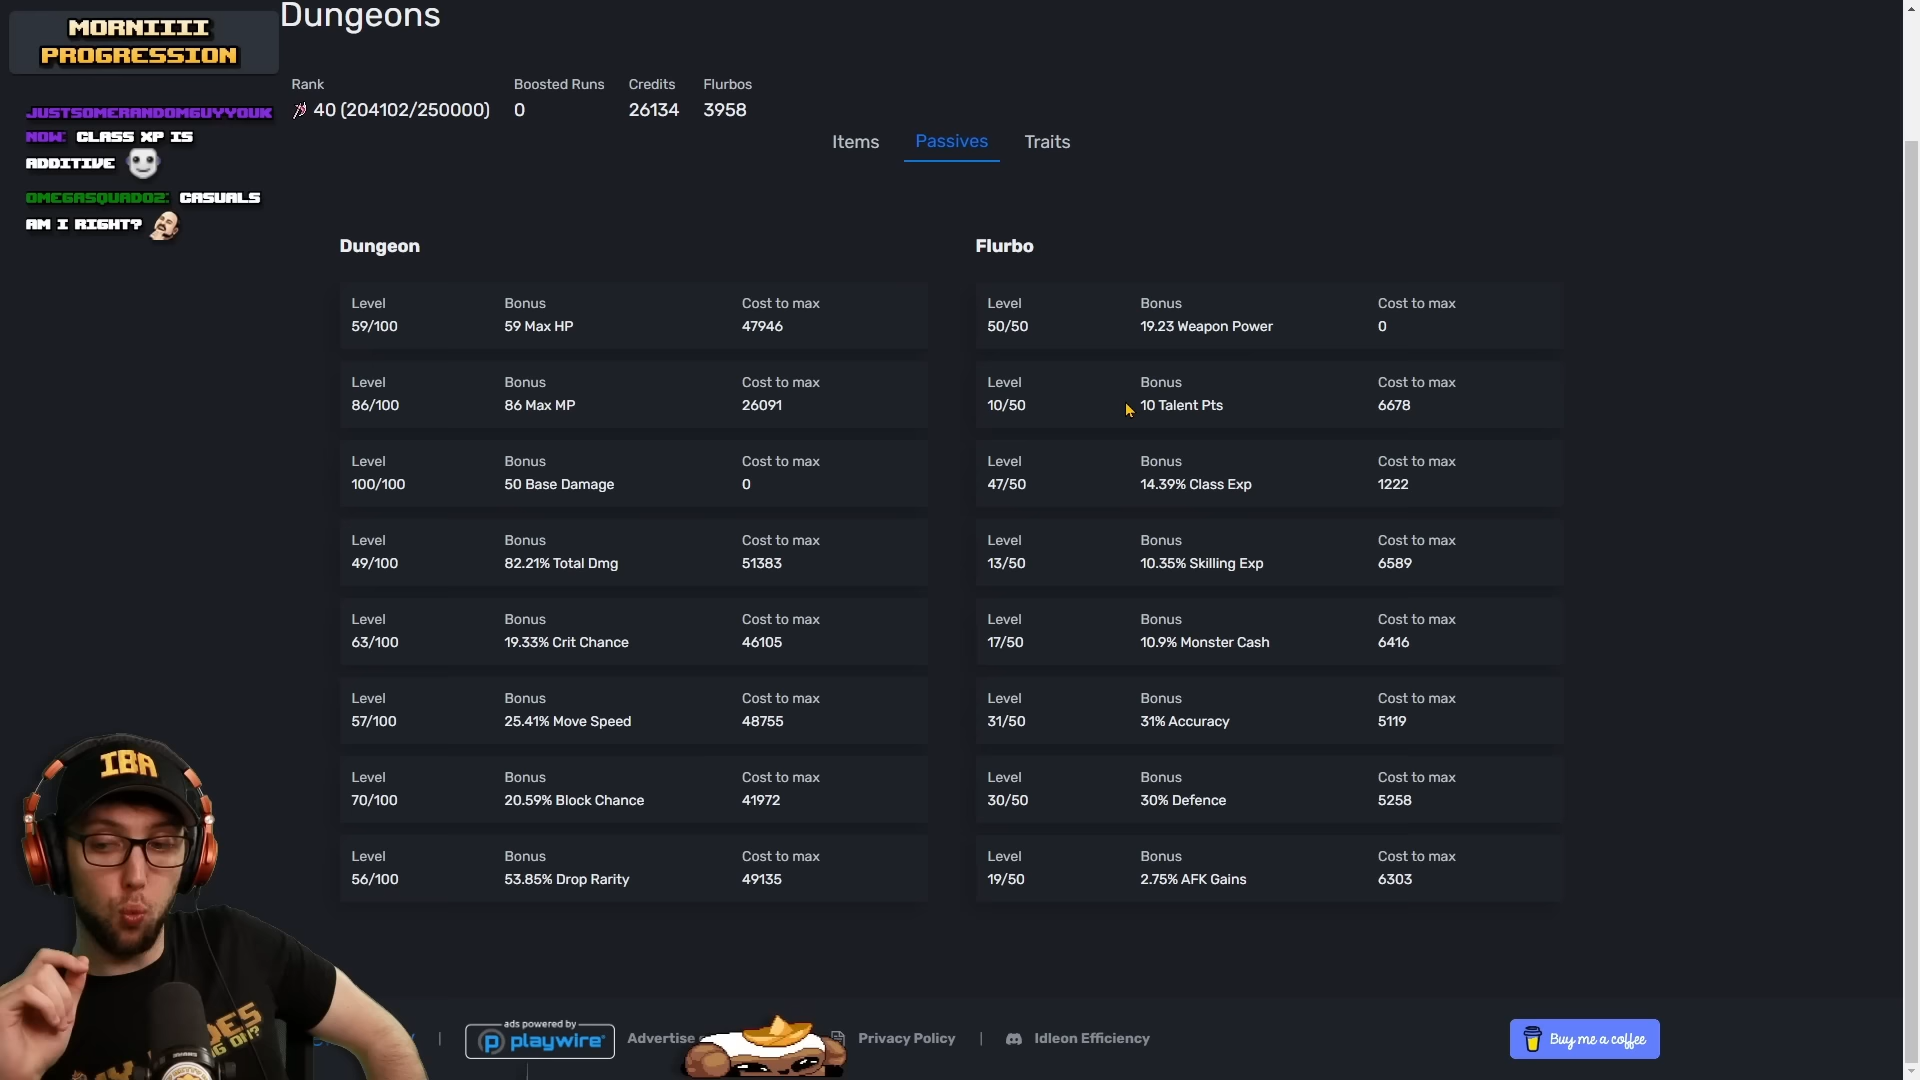 MORNIIII
PROGRESSION
Dungeons
Rank
Boosted Runs
Credits
Flurbos
40 (204102/250000)
0
26134
3958
JUSTSOMERANDOMGUYYOUK
NOW: CLASS XP IS
ADDITIVE
OMEGASQUAD02: CASUALS
AM I RIGHT?
Items
Passives
Traits
Dungeon
Level
Bonus
Cost to max
59/100
59 Max HP
47946
Level
Bonus
Cost to max
86/100
86 Max MP
26091
Level
Bonus
Cost to max
100/100
50 Base Damage
0
Level
Bonus
Cost to max
49/100
82.21% Total Dmg
51383
Level
Bonus
Cost to max
63/100
19.33% Crit Chance
46105
Level
Bonus
Cost to max
57/100
25.41% Move Speed
48755
Level
Bonus
Cost to max
70/100
20.59% Block Chance
41972
Level
Bonus
Cost to max
56/100
53.85% Drop Rarity
49135
Flurbo
Level
Bonus
Cost to max
50/50
19.23 Weapon Power
0
Level
Bonus
Cost to max
10/50
10 Talent Pts
6678
Level
Bonus
Cost to max
47/50
14.39% Class Exp
1222
Level
Bonus
Cost to max
13/50
10.35% Skilling Exp
6589
Level
Bonus
Cost to max
17/50
10.9% Monster Cash
6416
Level
Bonus
Cost to max
31/50
31% Accuracy
5119
Level
Bonus
Cost to max
30/50
30% Defence
5258
Level
Bonus
Cost to max
19/50
2.75% AFK Gains
6303
IBA
| ads powered by
playwire
Advertise
Privacy Policy
|
Idleon Efficiency
Buy me a coffee